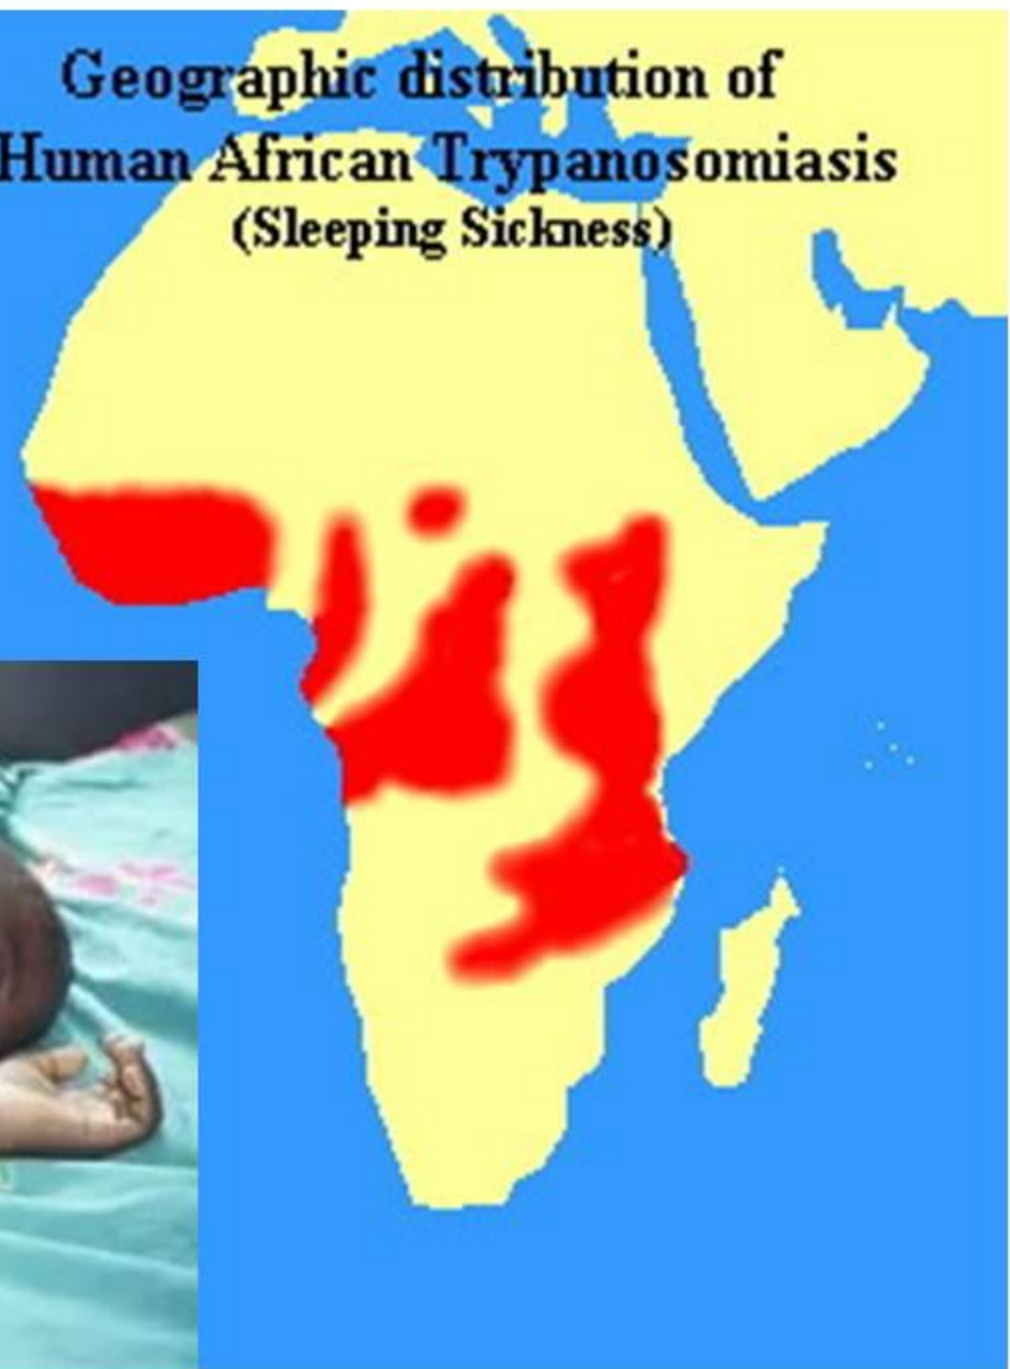 Geographic distribution of
Human African Trypanosomiasis
(Sleeping Sickness)